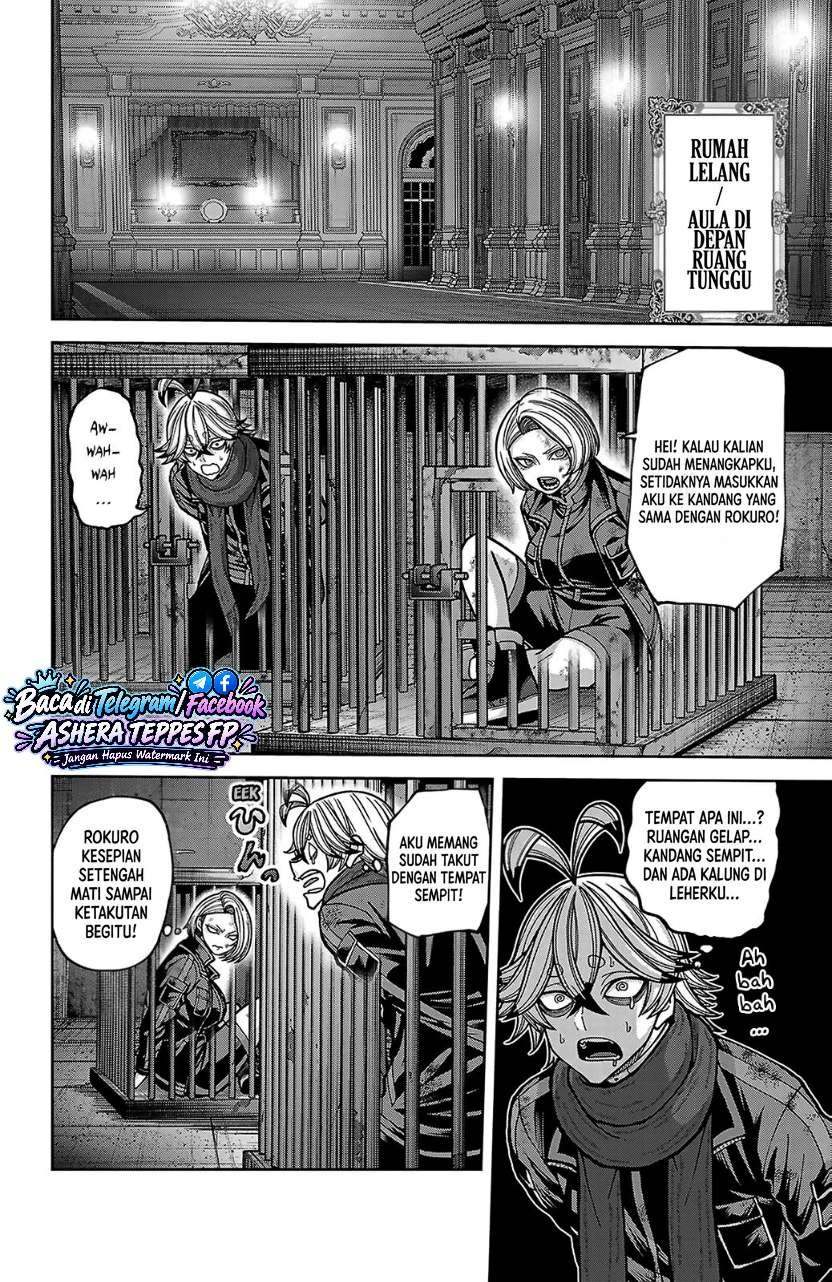 RUMAH
LELANG
/
AULA DI
DEPAN
RUANG
TUNGGU
HEI! KALAU KALIAN
SUDAH MENANGKAPKU,
SETIDAKNYA MASUKKAN
AKU KE KANDANG YANG
SAMA DENGAN ROKURO!
AW-
WAH-
WAH
...
Baca di Telegram/Facebook
ASHERA TEPPES FP
Jangan Hapus Watermark Ini
TEMPAT APA INI...?
RUANGAN GELAP...
KANDANG SEMPIT...
DAN ADA KALUNG DI
LEHERKU...
Ah
bah
bah
...
AKU MEMANG
SUDAH TAKUT
DENGAN TEMPAT
SEMPIT!
EEK
ひんっ
ROKURO
KESEPIAN
SETENGAH
MATI SAMPAI
KETAKUTAN
BEGITU!